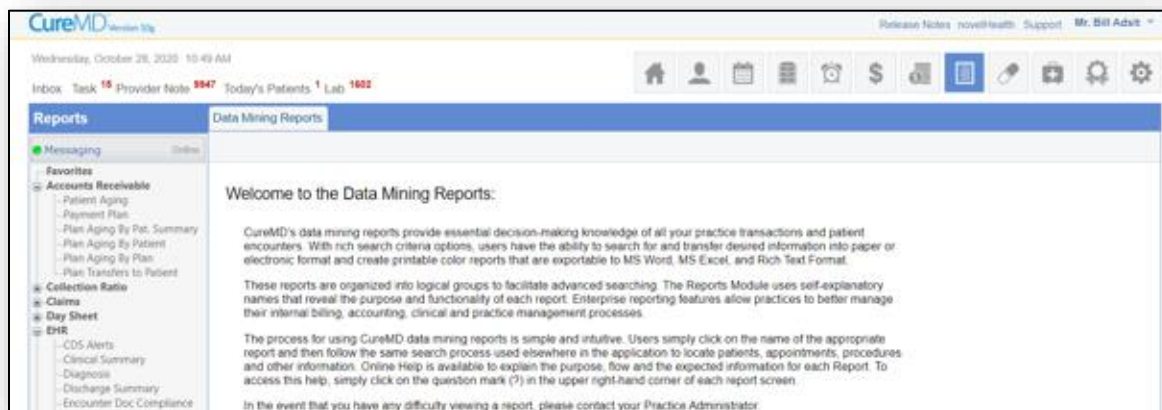 CureMD Version 10g
Release Notes novelHealth Support Mr. Bill Adsit
Wednesday, October 28, 2020 10:49 AM
Inbox Task 15 Provider Note 9847 Today's Patients 1 Lab 1602
Reports
Data Mining Reports
Messaging Online
Favorites
Accounts Receivable
Patient Aging
Payment Plan
Plan Aging By Pat. Summary
Plan Aging By Patient
Plan Aging By Plan
Plan Transfers to Patient
Collection Ratio
Claims
Day Sheet
EHR
CDS Alerts
Clinical Summary
Diagnosis
Discharge Summary
Encounter Doc Compliance
Welcome to the Data Mining Reports:
CureMD's data mining reports provide essential decision-making knowledge of all your practice transactions and patient
encounters. With rich search criteria options, users have the ability to search for and transfer desired information into paper or
electronic format and create printable color reports that are exportable to MS Word, MS Excel, and Rich Text Format.
These reports are organized into logical groups to facilitate advanced searching. The Reports Module uses self-explanatory
names that reveal the purpose and functionality of each report. Enterprise reporting features allow practices to better manage
their internal billing, accounting, clinical and practice management processes.
The process for using CureMD data mining reports is simple and intuitive. Users simply click on the name of the appropriate
report and then follow the same search process used elsewhere in the application to locate patients, appointments, procedures
and other information. Online Help is available to explain the purpose, flow and the expected information for each Report. To
access this help, simply click on the question mark (?) in the upper right-hand corner of each report screen.
In the event that you have any difficulty viewing a report, please contact your Practice Administrator.